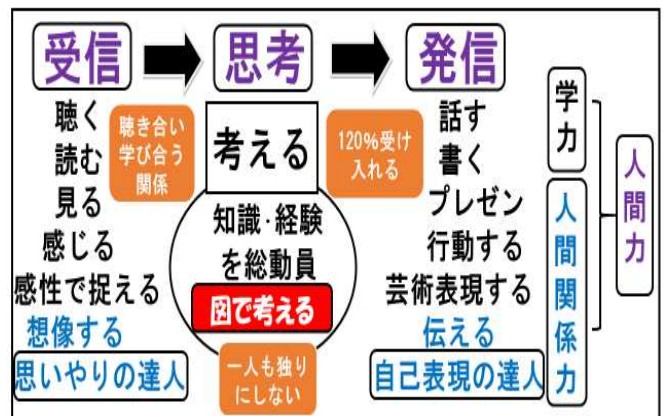 受信
思考
発信
聴く
読む
見る
感じる
感性で捉える
想像する
思いやりの達人
聴き合い
学び合う
関係
考える
知識・経験
を総動員
図で考える
一人も独り
にしない
120%受け
入れる
話す
書く
プレゼン
行動する
芸術表現する
伝える
自己表現の達人
学力
人間関係力
人間力